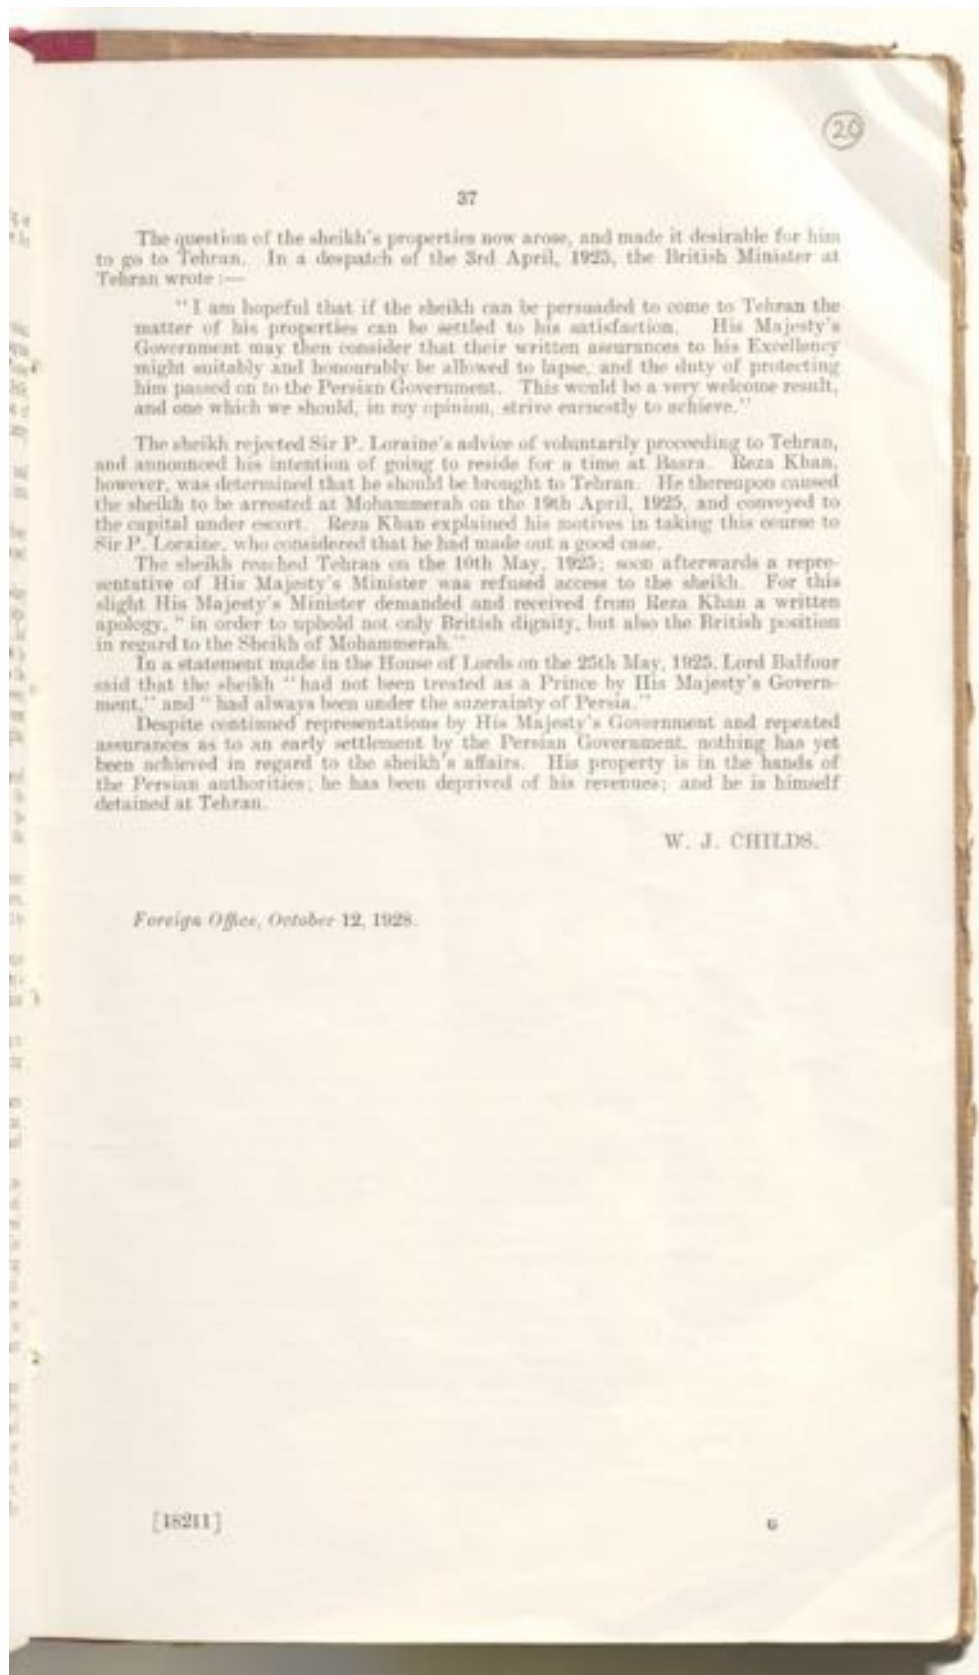 20
37
The question of the sheikh's properties now arose, and made it desirable for him
to go to Tehran. In a despatch of the 3rd April, 1925, the British Minister at
Tehran wrote:—
"I am hopeful that if the sheikh can be persuaded to come to Tehran the
matter of his properties can be settled to his satisfaction. His Majesty's
Government may then consider that their written assurances to his Excellency
might suitably and honourably be allowed to lapse, and the duty of protecting
him passed on to the Persian Government. This would be a very welcome result,
and one which we should, in my opinion, strive earnestly to achieve."
The sheikh rejected Sir P. Loraine's advice of voluntarily proceeding to Tehran,
and announced his intention of going to reside for a time at Basra. Reza Khan,
however, was determined that he should be brought to Tehran. He thereupon caused
the sheikh to be arrested at Mohammerah on the 19th April, 1925, and conveyed to
the capital under escort. Reza Khan explained his motives in taking this course to
Sir P. Loraine, who considered that he had made out a good case.
The sheikh reached Tehran on the 10th May, 1925; soon afterwards a repre-
sentative of His Majesty's Minister was refused access to the sheikh. For this
slight His Majesty's Minister demanded and received from Reza Khan a written
apology, "in order to uphold not only British dignity, but also the British position
in regard to the Sheikh of Mohammerah."
In a statement made in the House of Lords on the 25th May, 1925, Lord Balfour
said that the sheikh "had not been treated as a Prince by His Majesty's Govern-
ment," and "had always been under the suzerainty of Persia."
Despite continued representations by His Majesty's Government and repeated
assurances as to an early settlement by the Persian Government, nothing has yet
been achieved in regard to the sheikh's affairs. His property is in the hands of
the Persian authorities; he has been deprived of his revenues; and he is himself
detained at Tehran.
W. J. CHILDS.
Foreign Office, October 12, 1928.
[18211] G